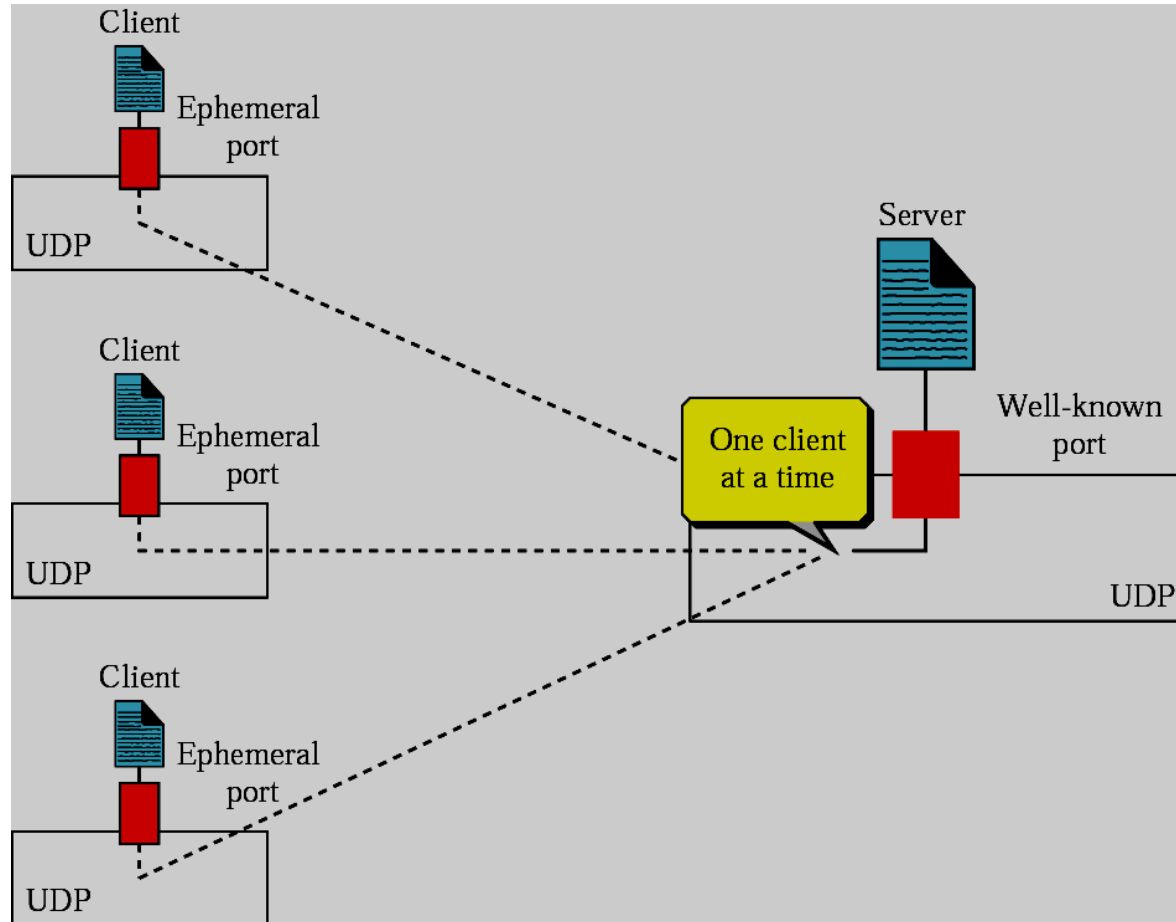 Client
Ephemeral
port
UDP
Server
Client
Ephemeral
port
UDP
One client
at a time
Well-known
port
UDP
Client
Ephemeral
port
UDP